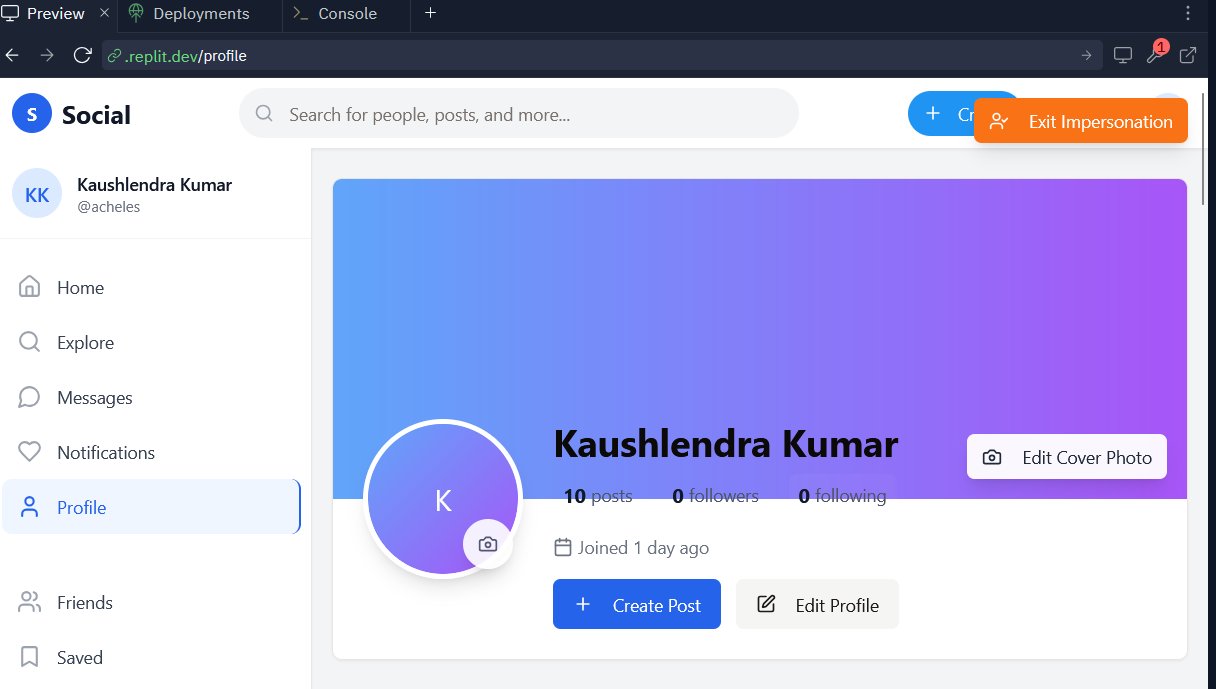 Preview × Deployments Console +
.replit.dev/profile 1
S Social Search for people, posts, and more... + Exit Impersonation
KK Kaushlendra Kumar
@acheles
Home
Explore
Messages
Notifications
Profile
Friends
Saved
Kaushlendra Kumar
Edit Cover Photo
10 posts 0 followers 0 following
K
Joined 1 day ago
+ Create Post Edit Profile